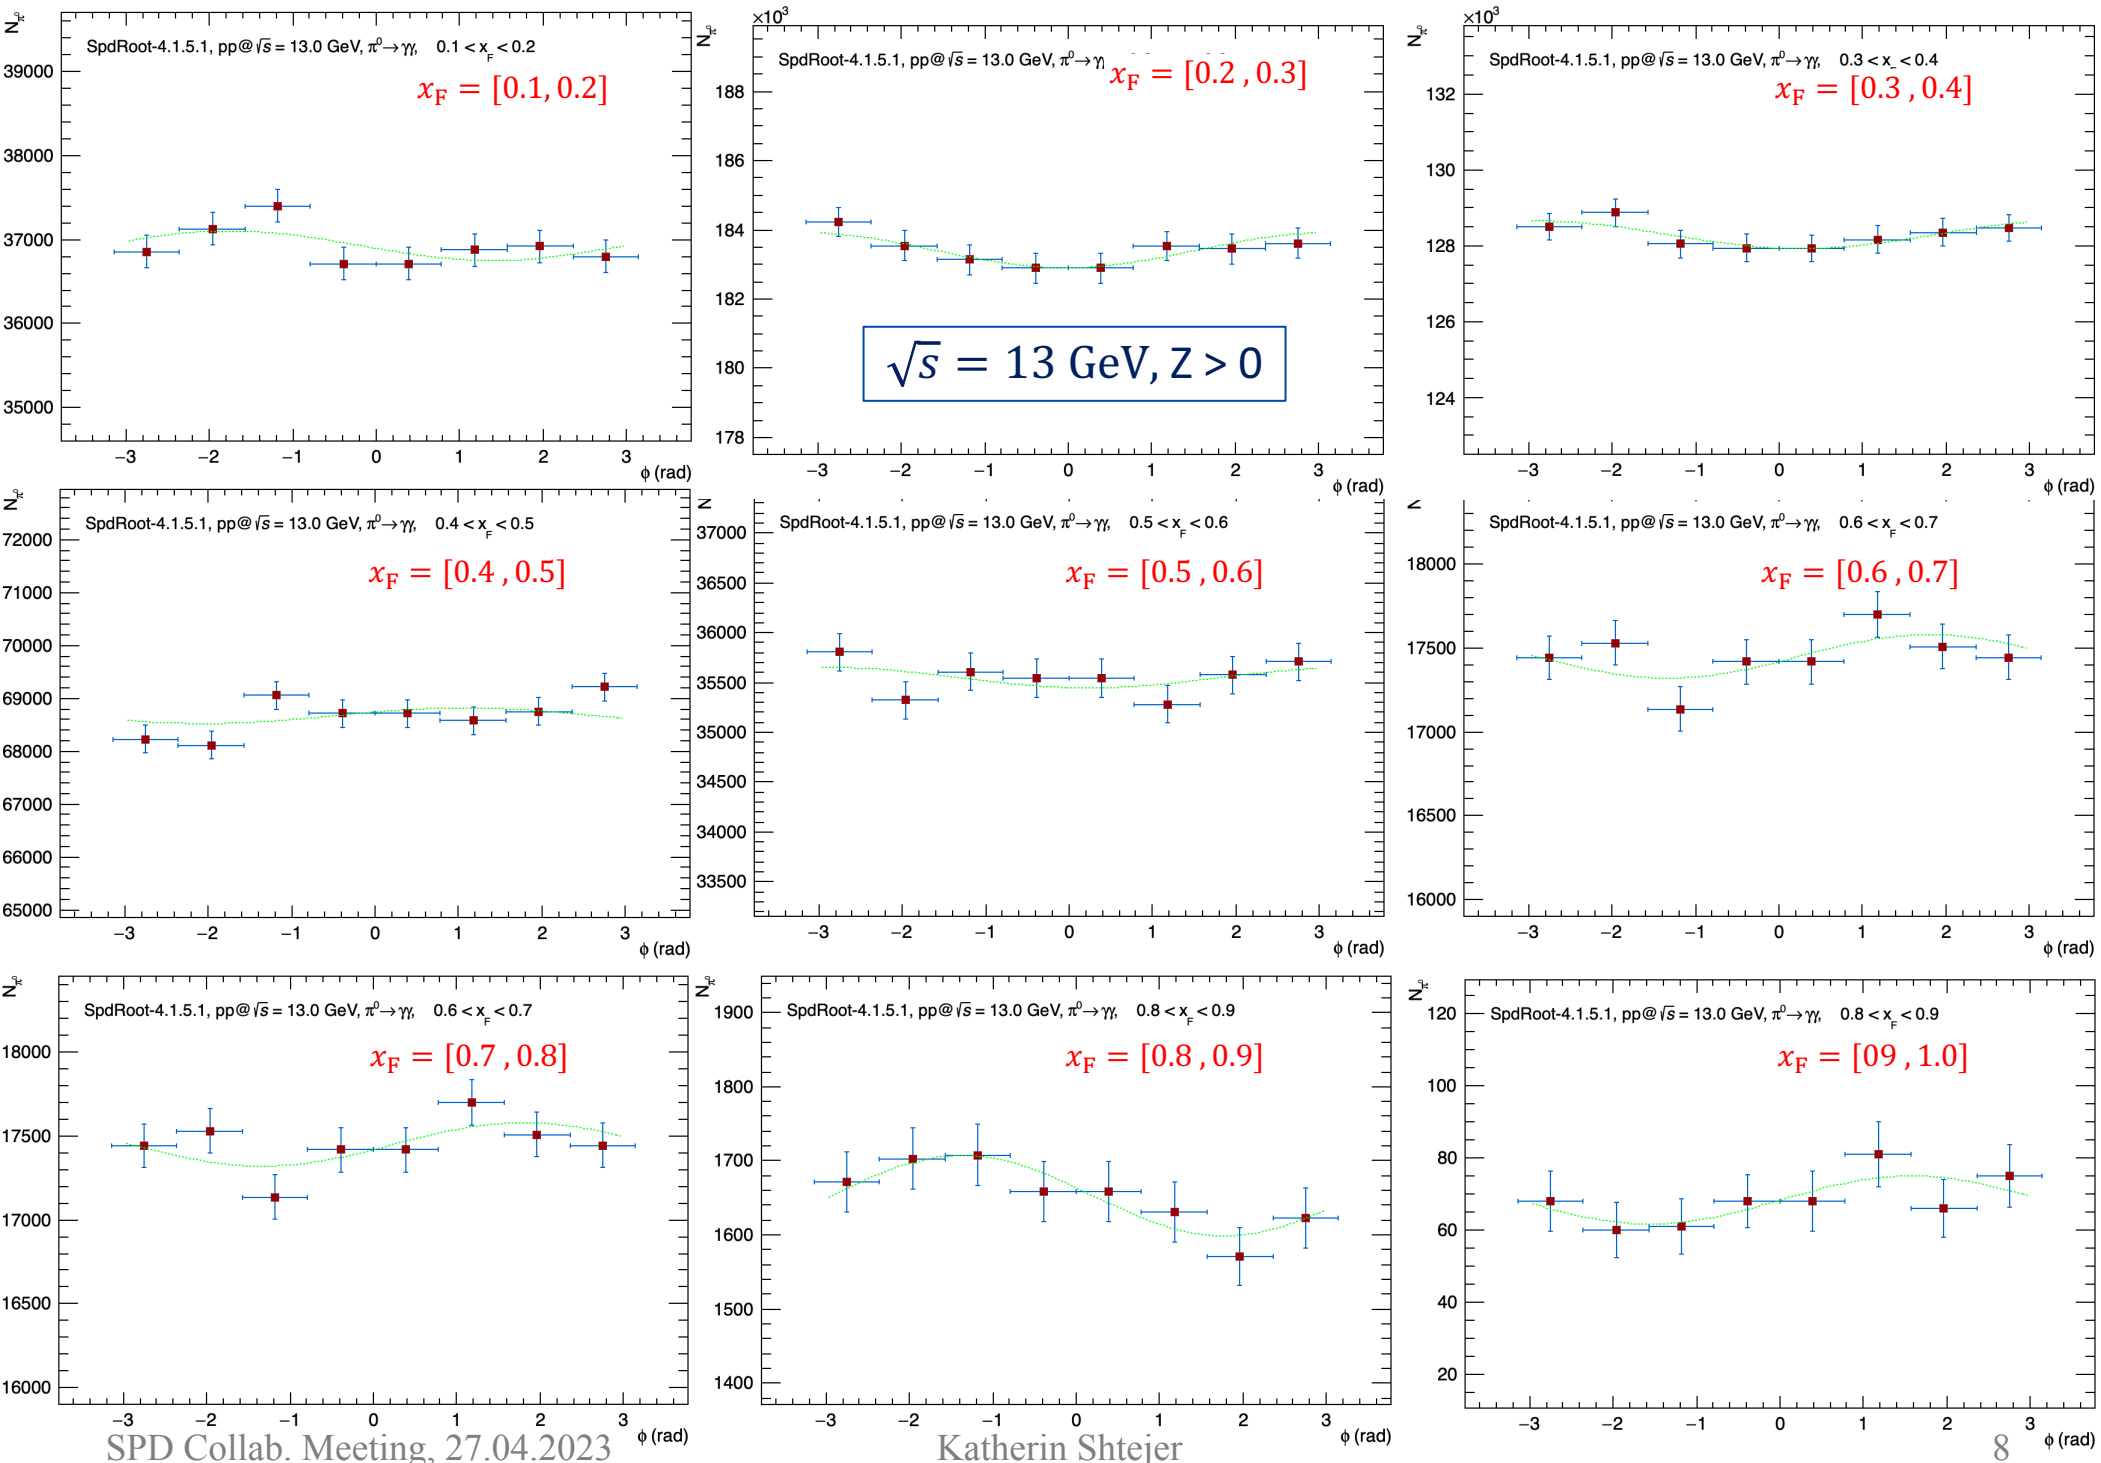 N_π⁰
SpdRoot-4.1.5.1, pp@√s = 13.0 GeV, π⁰→γγ, 0.1 < x_F < 0.2
x_F = [0.1, 0.2]
39000
38000
37000
36000
35000
−3 −2 −1 0 1 2 3
ϕ (rad)
×10³
N_π⁰
SpdRoot-4.1.5.1, pp@√s = 13.0 GeV, π⁰→γγ
x_F = [0.2 , 0.3]
188
186
184
182
180
178
√s = 13 GeV, Z > 0
−3 −2 −1 0 1 2 3
ϕ (rad)
×10³
N_π⁰
SpdRoot-4.1.5.1, pp@√s = 13.0 GeV, π⁰→γγ, 0.3 < x_ < 0.4
x_F = [0.3 , 0.4]
132
130
128
126
124
−3 −2 −1 0 1 2 3
ϕ (rad)
N_π⁰
SpdRoot-4.1.5.1, pp@√s = 13.0 GeV, π⁰→γγ, 0.4 < x_F < 0.5
x_F = [0.4 , 0.5]
72000
71000
70000
69000
68000
67000
66000
65000
−3 −2 −1 0 1 2 3
ϕ (rad)
N
SpdRoot-4.1.5.1, pp@√s = 13.0 GeV, π⁰→γγ, 0.5 < x_F < 0.6
x_F = [0.5 , 0.6]
37000
36500
36000
35500
35000
34500
34000
33500
−3 −2 −1 0 1 2 3
ϕ (rad)
N
SpdRoot-4.1.5.1, pp@√s = 13.0 GeV, π⁰→γγ, 0.6 < x_F < 0.7
x_F = [0.6 , 0.7]
18000
17500
17000
16500
16000
−3 −2 −1 0 1 2 3
ϕ (rad)
N_π⁰
SpdRoot-4.1.5.1, pp@√s = 13.0 GeV, π⁰→γγ, 0.6 < x_F < 0.7
x_F = [0.7 , 0.8]
18000
17500
17000
16500
16000
−3 −2 −1 0 1 2 3
ϕ (rad)
N_π⁰
SpdRoot-4.1.5.1, pp@√s = 13.0 GeV, π⁰→γγ, 0.8 < x_F < 0.9
x_F = [0.8 , 0.9]
1900
1800
1700
1600
1500
1400
−3 −2 −1 0 1 2 3
ϕ (rad)
N_π⁰
SpdRoot-4.1.5.1, pp@√s = 13.0 GeV, π⁰→γγ, 0.8 < x_F < 0.9
x_F = [09 , 1.0]
120
100
80
60
40
20
−3 −2 −1 0 1 2 3
ϕ (rad)
SPD Collab. Meeting, 27.04.2023
Katherin Shtejer
8